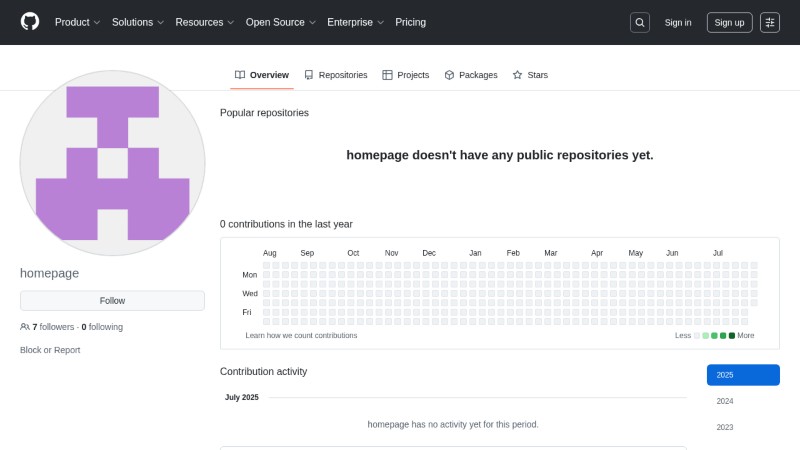 Product Solutions Resources Open Source Enterprise Pricing Sign in Sign up
Overview Repositories Projects Packages Stars
Popular repositories
homepage doesn't have any public repositories yet.
0 contributions in the last year
Aug Sep Oct Nov Dec Jan Feb Mar Apr May Jun Jul
Mon
Wed
Fri
Learn how we count contributions Less More
homepage
Follow
7 followers · 0 following
Block or Report
Contribution activity
2025
2024
2023
July 2025
homepage has no activity yet for this period.